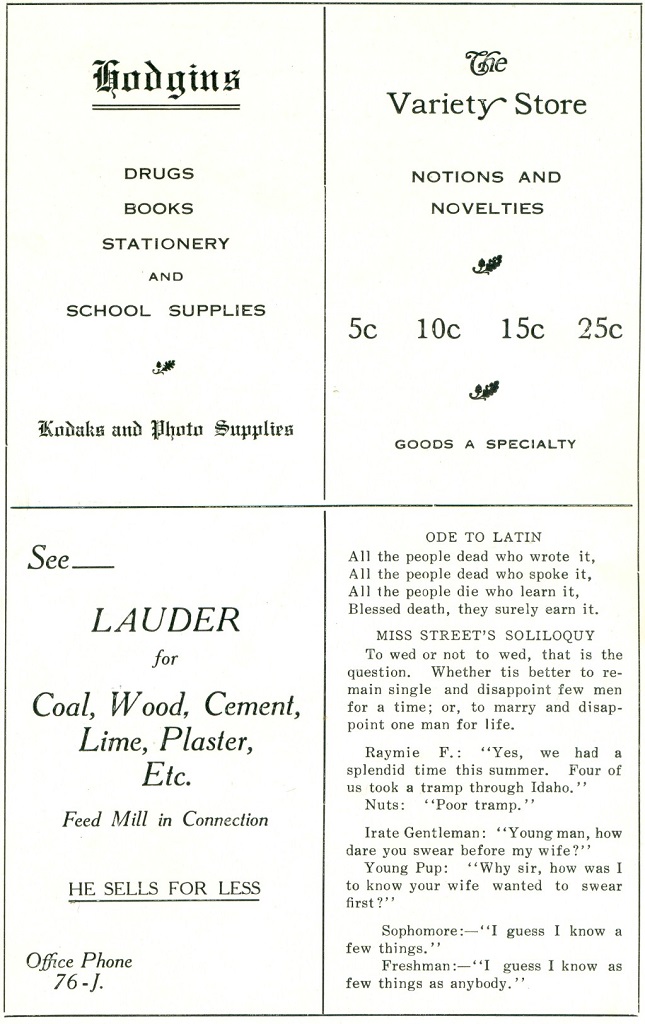 Hodgins
DRUGS
BOOKS
STATIONERY
AND
SCHOOL SUPPLIES
Kodaks and Photo Supplies
The
Variety Store
NOTIONS AND
NOVELTIES
5c 10c 15c 25c
GOODS A SPECIALTY
See
LAUDER
for
Coal, Wood, Cement,
Lime, Plaster,
Etc.
Feed Mill in Connection
HE SELLS FOR LESS
Office Phone
76-J.
ODE TO LATIN
All the people dead who wrote it,
All the people dead who spoke it,
All the people die who learn it,
Blessed death, they surely earn it.
MISS STREET'S SOLILOQUY
To wed or not to wed, that is the
question. Whether tis better to re-
main single and disappoint few men
for a time; or, to marry and disap-
point one man for life.
Raymie F.: "Yes, we had a
splendid time this summer. Four of
us took a tramp through Idaho."
Nuts: "Poor tramp."
Irate Gentleman: "Young man, how
dare you swear before my wife?"
Young Pup: "Why sir, how was I
to know your wife wanted to swear
first?"
Sophomore:—"I guess I know a
few things."
Freshman:—"I guess I know as
few things as anybody."